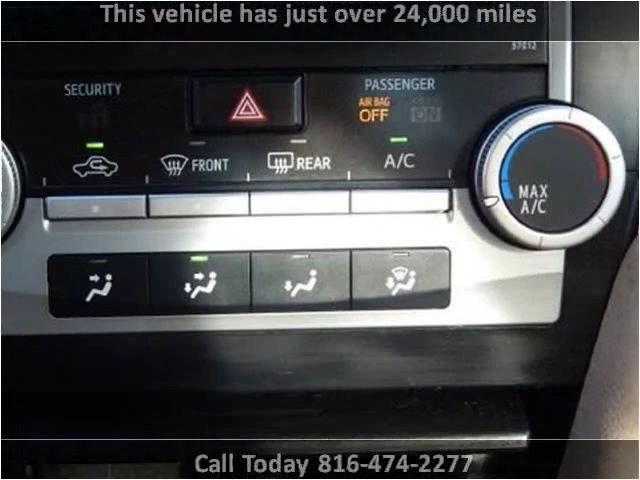 This vehicle has just over 24,000 miles
57012
SECURITY
PASSENGER
AIR BAG
OFF
ON
FRONT
REAR
A/C
MAX
A/C
Call Today 816-474-2277